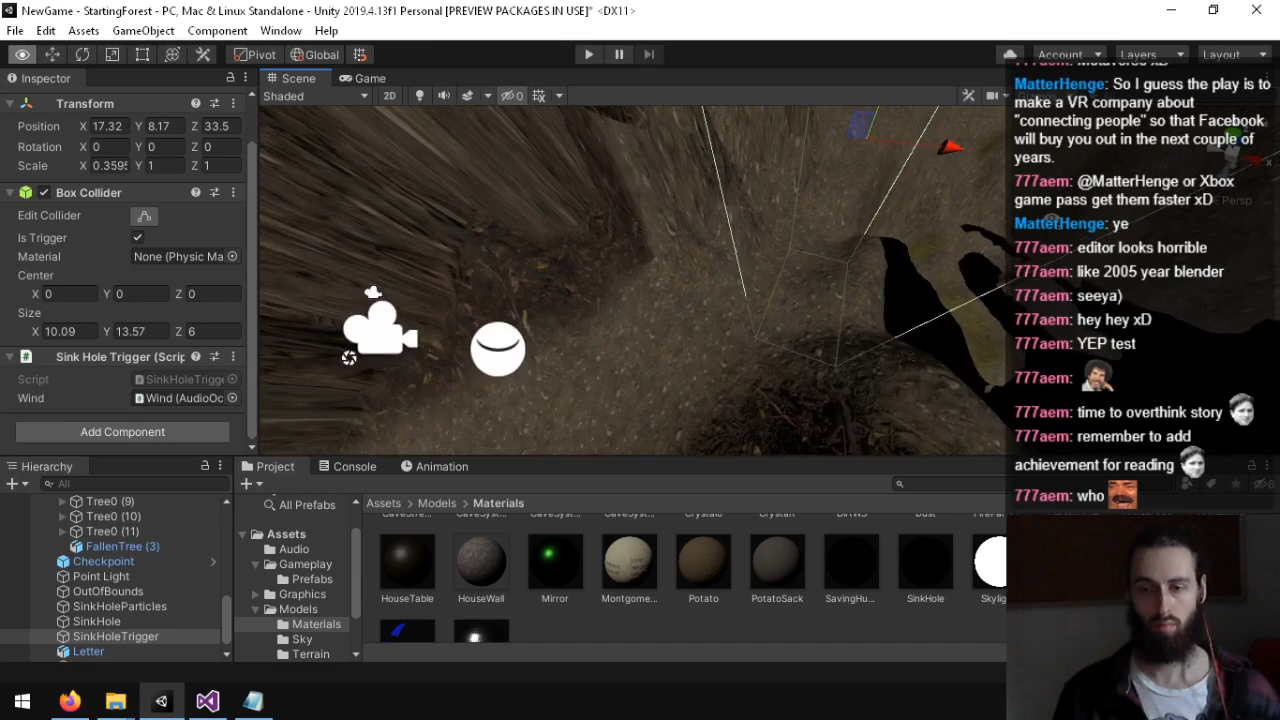 NewGame - StartingForest - PC, Mac & Linux Standalone - Unity 2019.4.13f1 Personal [PREVIEW PACKAGES IN USE]* <DX11>
File Edit Assets GameObject Component Window Help
Pivot Global Account Layers Layout
Inspector
Scene Game
Shaded 2D 0
Transform
Position X 17.32 Y 8.17 Z 33.5
Rotation X 0 Y 0 Z 0
Scale X 0.3595 Y 1 Z 1
Box Collider
Edit Collider
Is Trigger
Material None (Physic Ma
Center
X 0 Y 0 Z 0
Size
X 10.09 Y 13.57 Z 6
Sink Hole Trigger (Scrip
Script SinkHoleTrigge
Wind Wind (AudioOc
Add Component
Hierarchy
All
Tree0 (9)
Tree0 (10)
Tree0 (11)
FallenTree (3)
Checkpoint
Point Light
OutOfBounds
SinkHoleParticles
SinkHole
SinkHoleTrigger
Letter
Project Console Animation
All Prefabs
Assets
Audio
Gameplay
Prefabs
Graphics
Models
Materials
Sky
Terrain
Assets > Models > Materials
HouseTable HouseWall Mirror Montgome... Potato PotatoSack SavingHu... SinkHole Skylig
MatterHenge: So I guess the play is to
make a VR company about
"connecting people" so that Facebook
will buy you out in the next couple of
years.
777aem: @MatterHenge or Xbox
game pass get them faster xD
MatterHenge: ye
777aem: editor looks horrible
777aem: like 2005 year blender
777aem: seeya)
777aem: hey hey xD
777aem: YEP test
777aem:
777aem: time to overthink story
777aem: remember to add
achievement for reading
777aem: who